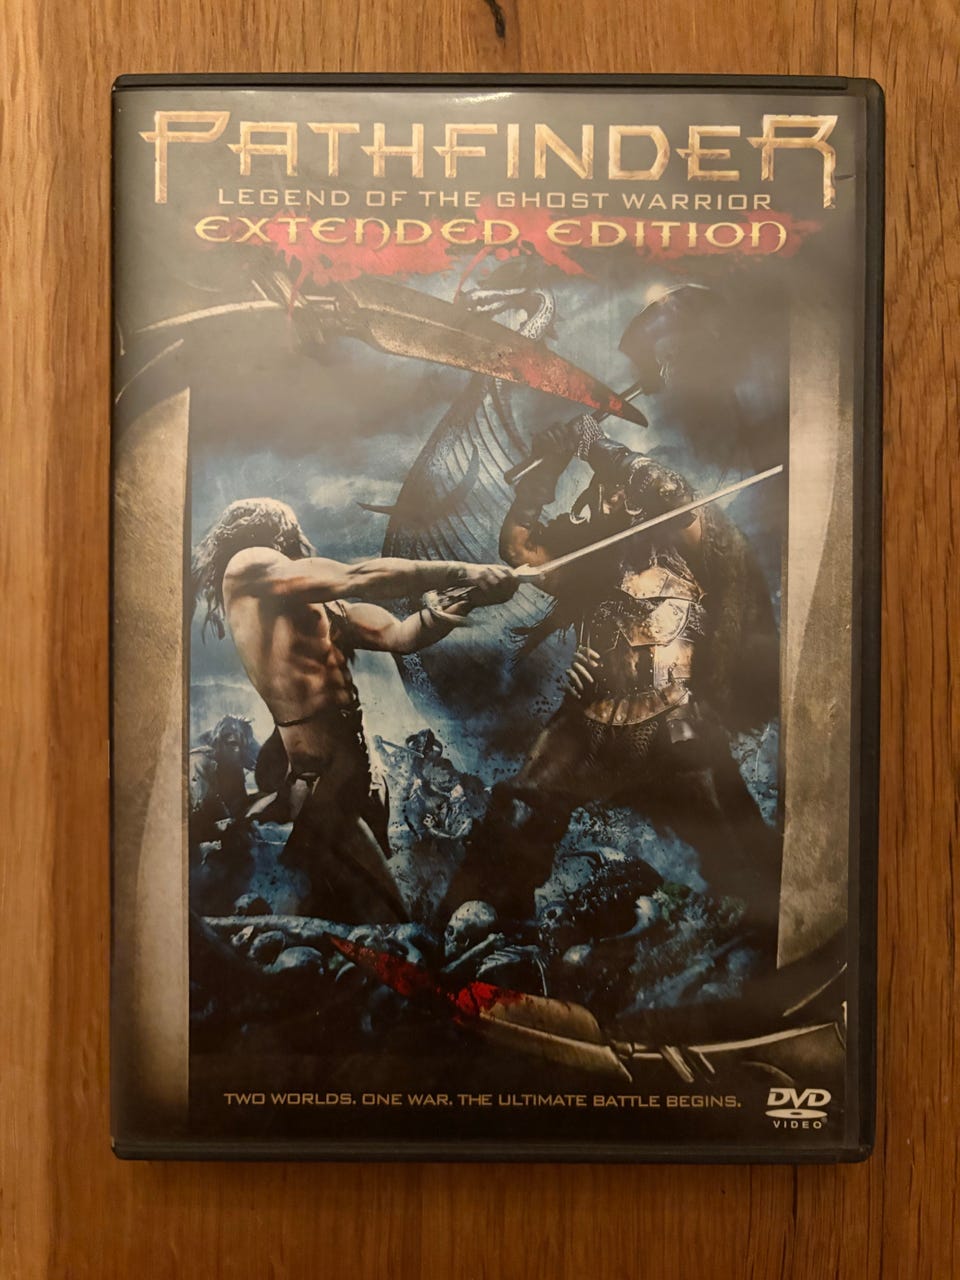 PATHFINDER
LEGEND OF THE GHOST WARRIOR
EXTENDED EDITION
TWO WORLDS. ONE WAR. THE ULTIMATE BATTLE BEGINS.
DVD
VIDEO